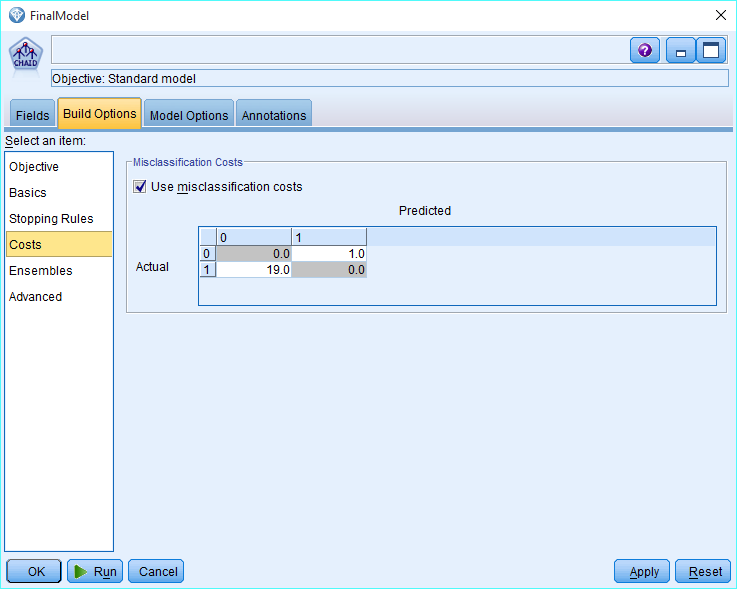 FinalModel
CHAID
Objective: Standard model
Fields Build Options Model Options Annotations
Select an item:
Objective
Basics
Stopping Rules
Costs
Ensembles
Advanced
Misclassification Costs
Use misclassification costs
Predicted
0 1
Actual
0 0.0 1.0
1 19.0 0.0
OK Run Cancel Apply Reset